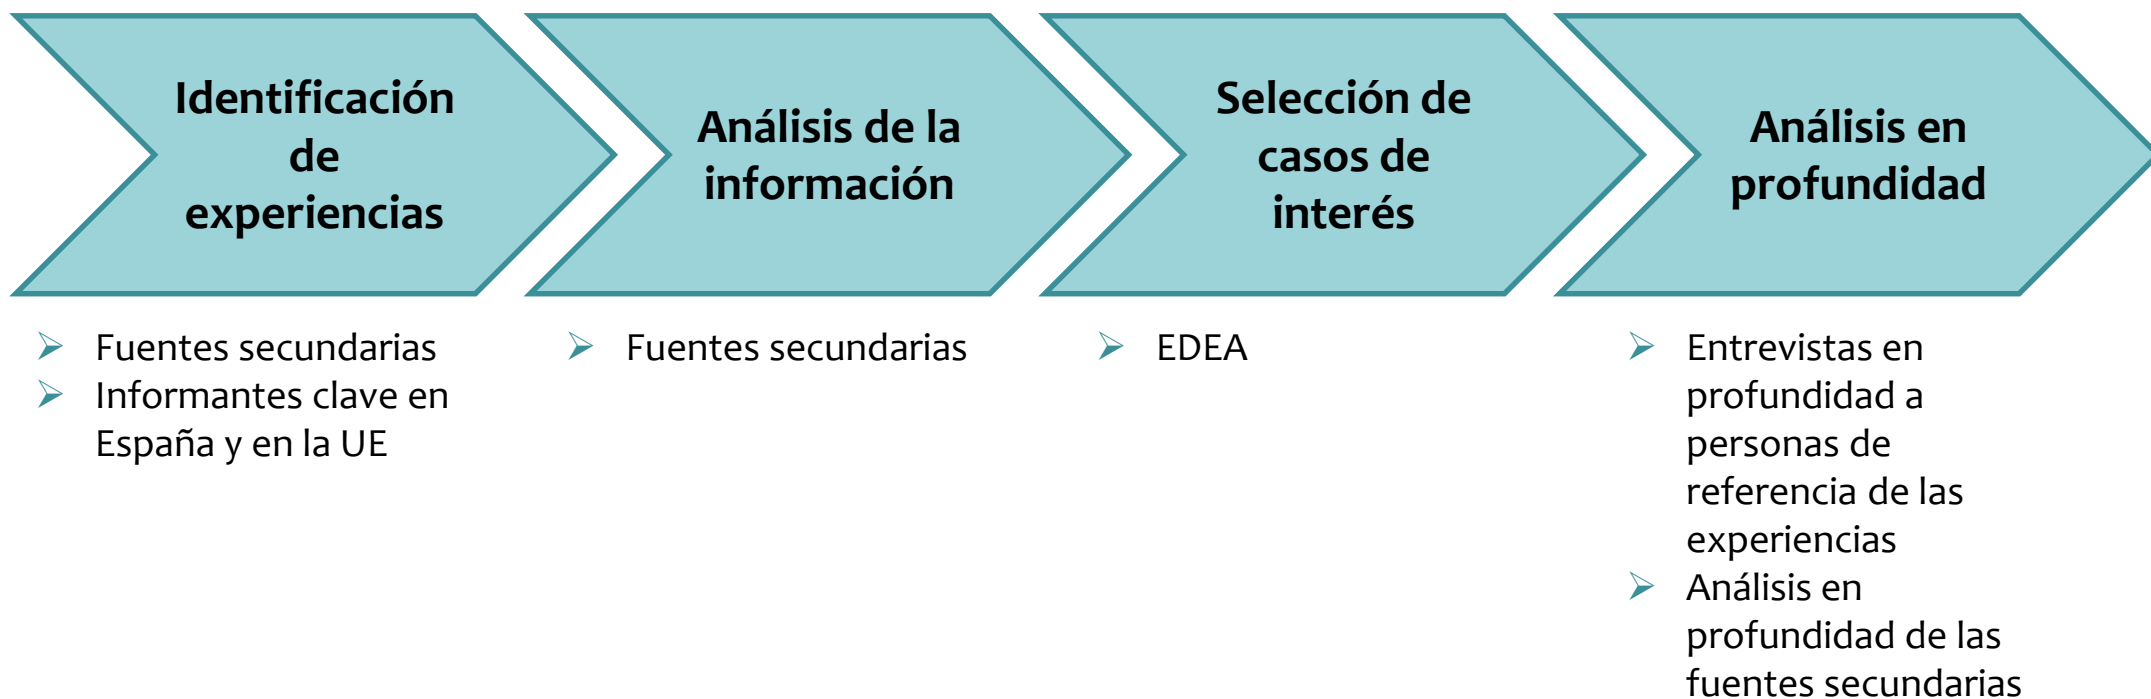 Identificación
de
experiencias
Análisis de la
información
Selección de
casos de
interés
Análisis en
profundidad
Fuentes secundarias
Informantes clave en
España y en la UE
Fuentes secundarias
EDEA
Entrevistas en
profundidad a
personas de
referencia de las
experiencias
Análisis en
profundidad de las
fuentes secundarias